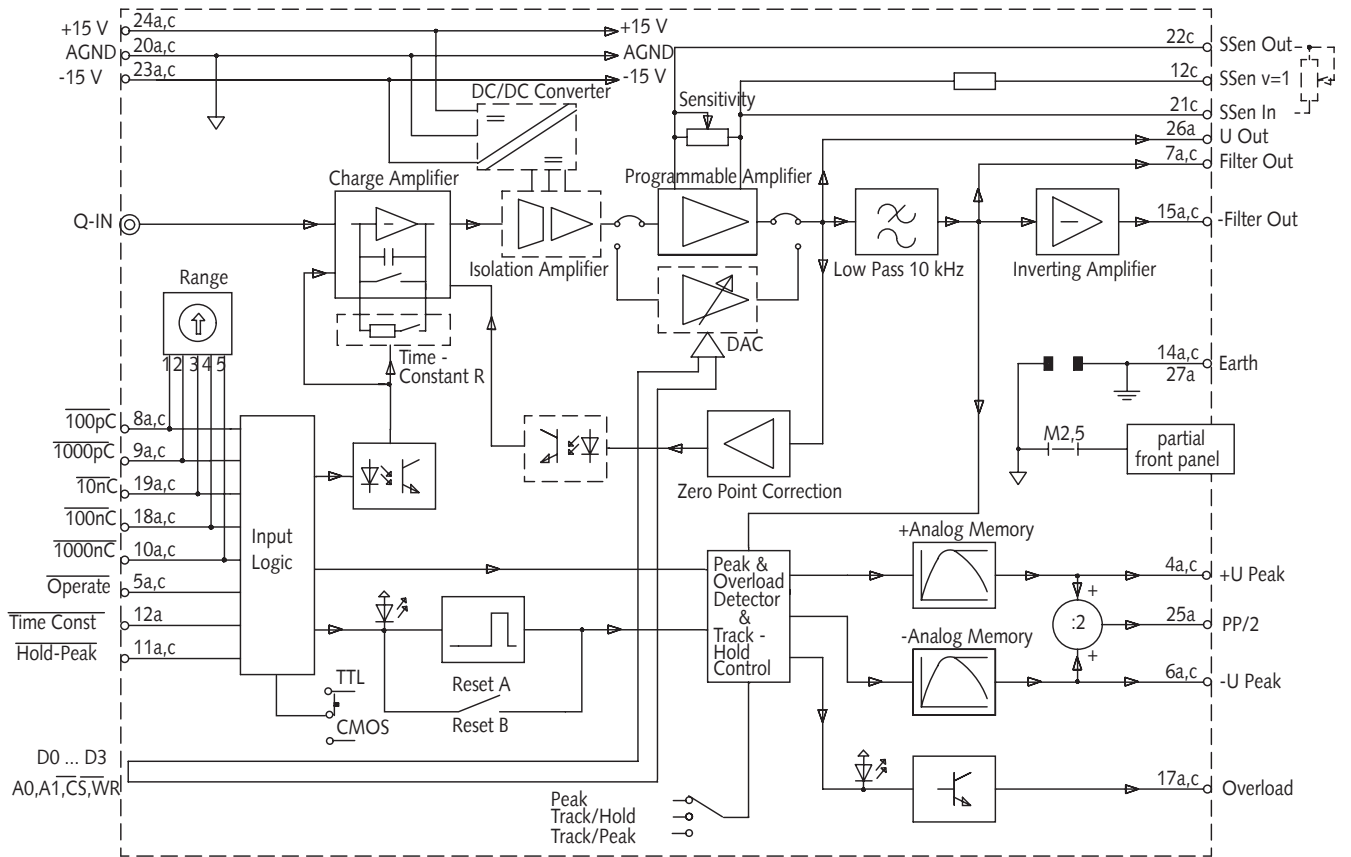 +15 V 24a,c +15 V
AGND 20a,c AGND
-15 V 23a,c -15 V
DC/DC Converter
22c SSen Out
12c SSen v=1
Sensitivity
21c SSen In
26a U Out
7a,c Filter Out
Charge Amplifier
Programmable Amplifier
Q-IN
15a,c -Filter Out
Isolation Amplifier
Low Pass 10 kHz
Inverting Amplifier
Range
1 2 3 4 5
Time -
Constant R
DAC
14a,c Earth
27a
M2,5
partial
front panel
100pC 8a,c
1000pC 9a,c
10nC 19a,c
100nC 18a,c
1000nC 10a,c
Operate 5a,c
Time Const 12a
Hold-Peak 11a,c
Input
Logic
Zero Point Correction
Peak &
Overload
Detector
&
Track -
Hold
Control
+Analog Memory
4a,c +U Peak
+
:2
25a PP/2
+
-Analog Memory
6a,c -U Peak
TTL
CMOS
Reset A
Reset B
D0 ... D3
A0,A1,CS,WR
Peak
Track/Hold
Track/Peak
17a,c Overload